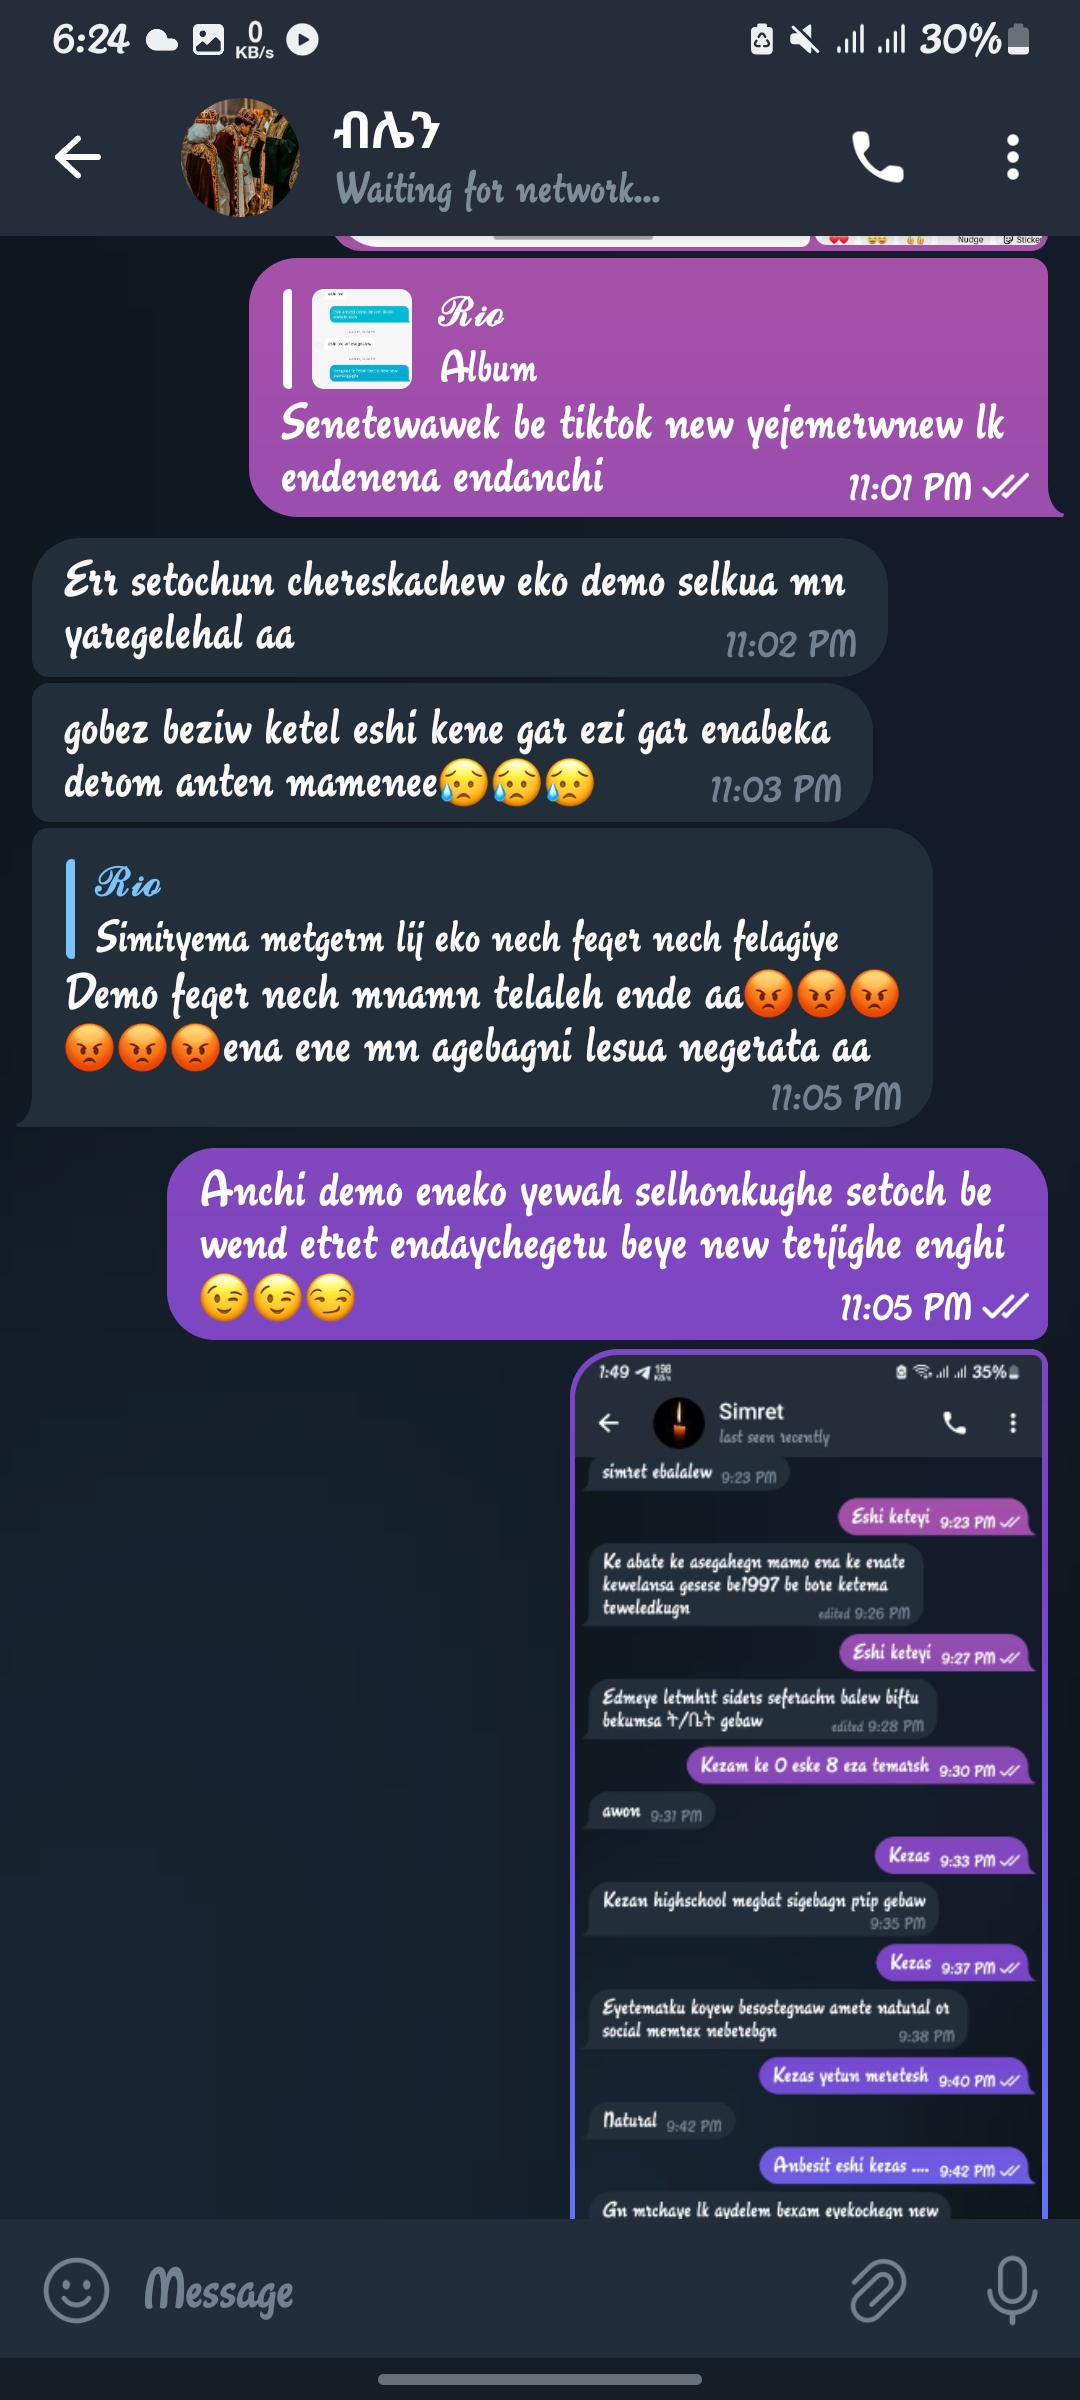 6:24
0
KB/s
30%
ብሌን
Waiting for network...
Nudge
Sticker
Rio
Album
Senetewawek be tiktok new yejemerwnew lk
endenena endanchi
11:01 PM
Err setochun chereskachew eko demo selkua mn
yaregelehal aa
11:02 PM
gobez beziw ketel eshi kene gar ezi gar enabeka
derom anten mamenee😥😥😥
11:03 PM
Rio
Simiryema metgerm lij eko nech feqer nech felagiye
Demo feqer nech mnamn telaleh ende aa😡😡😡
😡😡😡ena ene mn agebagni lesua negerata aa
11:05 PM
Anchi demo eneko yewah selhonkughe setoch be
wend etret endaychegeru beye new terjighe enghi
😉😉😏
11:05 PM
1:49
198
KB/s
35%
Simret
last seen recently
simret ebalalew 9:23 PM
Eshi keteyi 9:23 PM
Ke abate ke asegahegn mamo ena ke enate
kewelansa gesese be1997 be bore ketema
teweledkugn
edited 9:26 PM
Eshi keteyi 9:27 PM
Edmeye letmhrt siders seferachn balew biftu
bekumsa ት/ቤት gebaw
edited 9:28 PM
Kezam ke 0 eske 8 eza temarsh 9:30 PM
awon 9:31 PM
Kezas 9:33 PM
Kezan highschool megbat sigebagn prip gebaw
9:35 PM
Kezas 9:37 PM
Eyetemarku koyew besostegnaw amete natural or
social memrex neberebgn
9:38 PM
Kezas yetun meretesh 9:40 PM
Natural 9:42 PM
Anbesit eshi kezas .... 9:42 PM
Gn mrchaye lk aydelem bexam eyekochegn new
Message